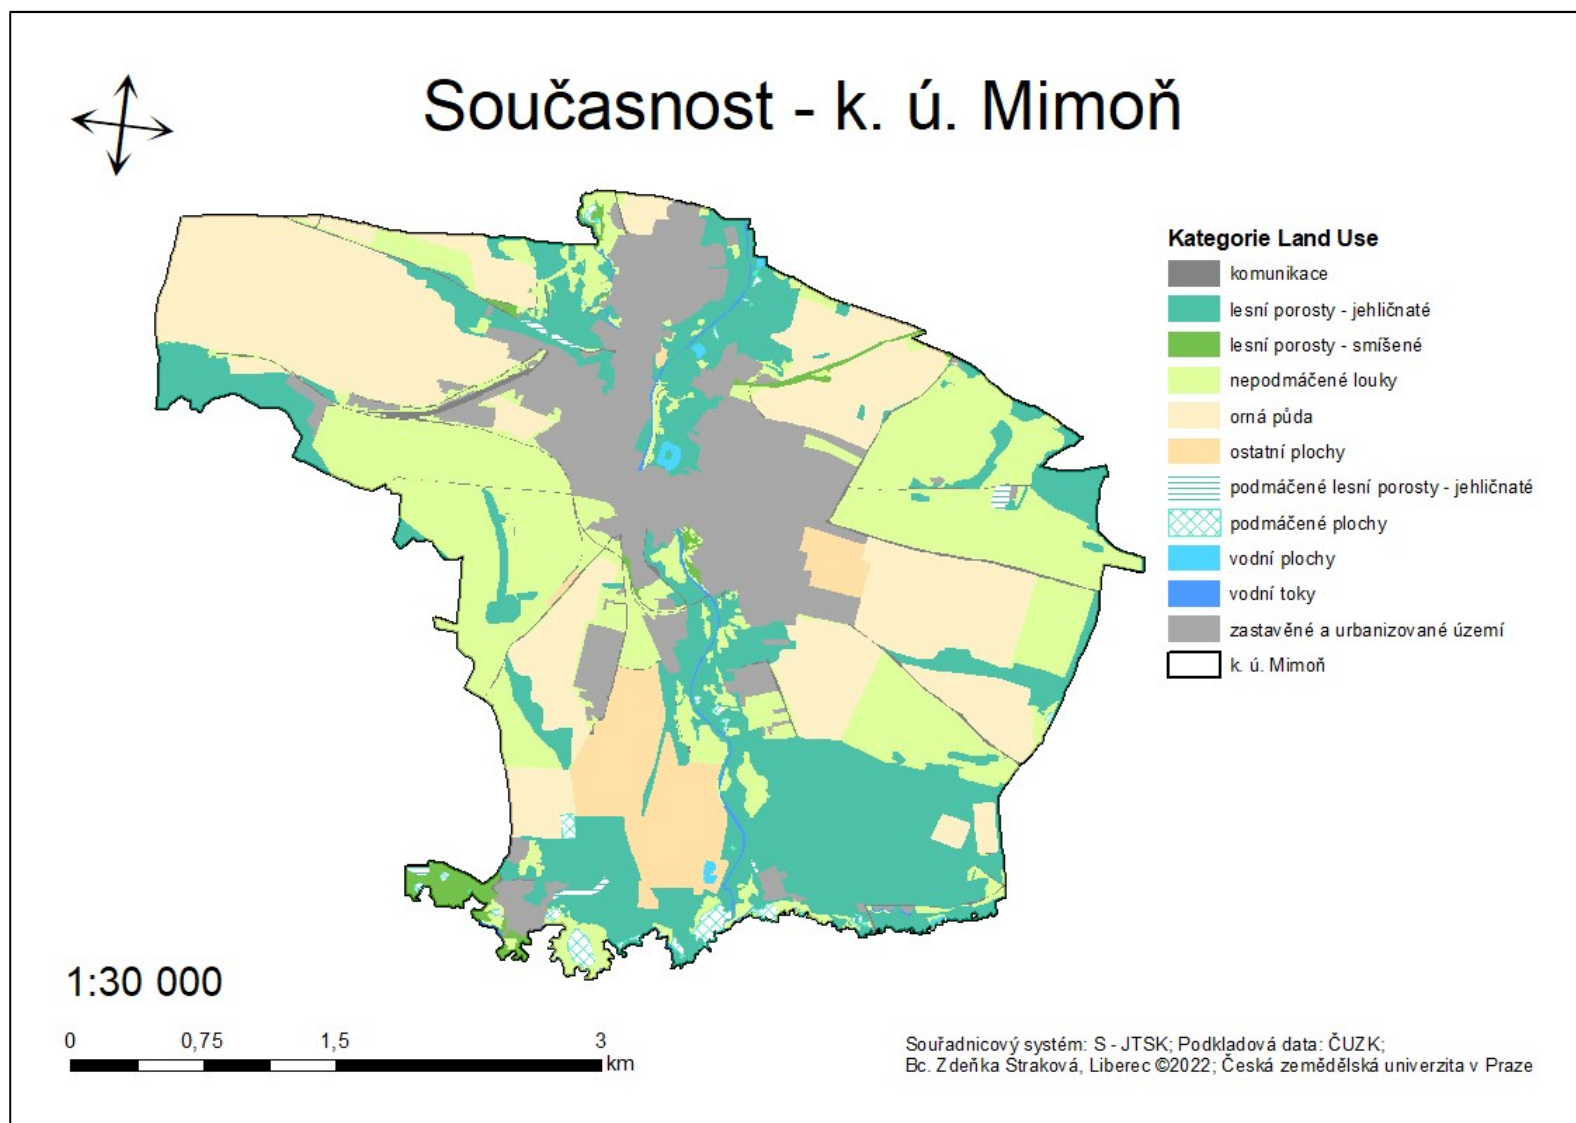 Současnost - k. ú. Mimoň
Kategorie Land Use
komunikace
lesní porosty - jehličnaté
lesní porosty - smíšené
nepodmáčené louky
orná půda
ostatní plochy
podmáčené lesní porosty - jehličnaté
podmáčené plochy
vodní plochy
vodní toky
zastavěné a urbanizované území
k. ú. Mimoň
1:30 000
0 0,75 1,5 3
km
Souřadnicový systém: S - JTSK; Podkladová data: ČUZK;
Bc. Zdeňka Straková, Liberec ©2022; Česká zemědělská univerzita v Praze